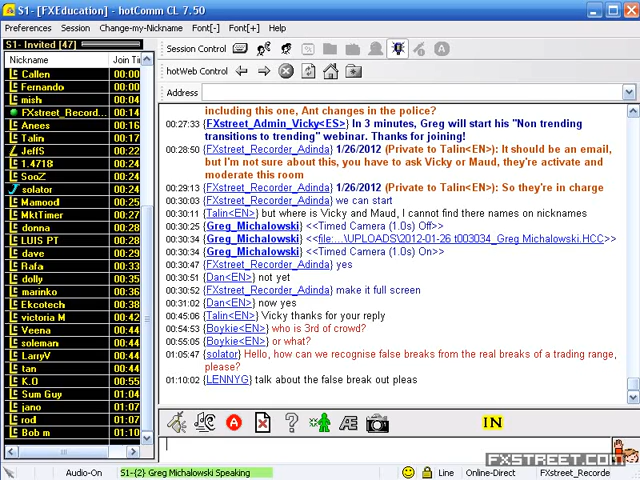 S1- [FXEducation] - hotComm CL 7.50
Preferences Session Change-my-Nickname Font[-] Font[+] Help
S1- Invited [47]
Session Control
Nickname Join Tir
hotWeb Control
Address
Callen 00:00
Fernando 00:00
mish 00:04
FXstreet_Record... 00:14
Anees 00:24
Talin 00:24
JeffS 00:24
1.4718 00:24
SooZ 00:24
solator 00:24
Mamood 00:24
MktTimer 00:24
donna 00:28
LUIS PT 00:28
dave 00:29
Rafa 00:33
dolly 00:35
marinko 00:36
Ekcotech 00:38
victoria M 00:42
Veena 00:44
soleman 00:44
LarryV 00:44
tan 00:44
K.O 00:55
Sum Guy 01:04
jano 01:07
rod 01:07
Bob m 01:10
including this one, Ant changes in the police?
00:27:33 {FXstreet_Admin_Vicky<ES>} In 3 minutes, Greg will start his "Non trending
transitions to trending" webinar. Thanks for joining!
00:28:50 {FXstreet_Recorder_Adinda} 1/26/2012 (Private to Talin<EN>): It should be an email,
but I'm not sure about this, you have to ask Vicky or Maud, they're activate and
moderate this room
00:29:13 {FXstreet_Recorder_Adinda} 1/26/2012 (Private to Talin<EN>): So they're in charge
00:30:03 {FXstreet_Recorder_Adinda} we can start
00:30:11 {Talin<EN>} but where is Vicky and Maud, I cannot find there names on nicknames
00:30:25 {Greg_Michalowski} <<Timed Camera (1.0s) Off>>
00:30:34 {Greg_Michalowski} <<file:...\UPLOADS\2012-01-26 t003034_Greg Michalowski.HCC>>
00:30:34 {Greg_Michalowski} <<Timed Camera (1.0s) On>>
00:30:47 {FXstreet_Recorder_Adinda} yes
00:30:51 {Dan<EN>} not yet
00:30:52 {FXstreet_Recorder_Adinda} make it full screen
00:31:02 {Dan<EN>} now yes
00:45:06 {Talin<EN>} Vicky thanks for your reply
00:54:53 {Boykie<EN>} who is 3rd of crowd?
00:55:05 {Boykie<EN>} or what?
01:05:47 {solator} Hello, how can we recognise false breaks from the real breaks of a trading range,
please?
01:10:02 {LENNYG} talk about the false break out pleas
IN
FXSTREET.COM
Audio-On S1-{2} Greg Michalowski Speaking Line Online-Direct FXstreet_Recorde